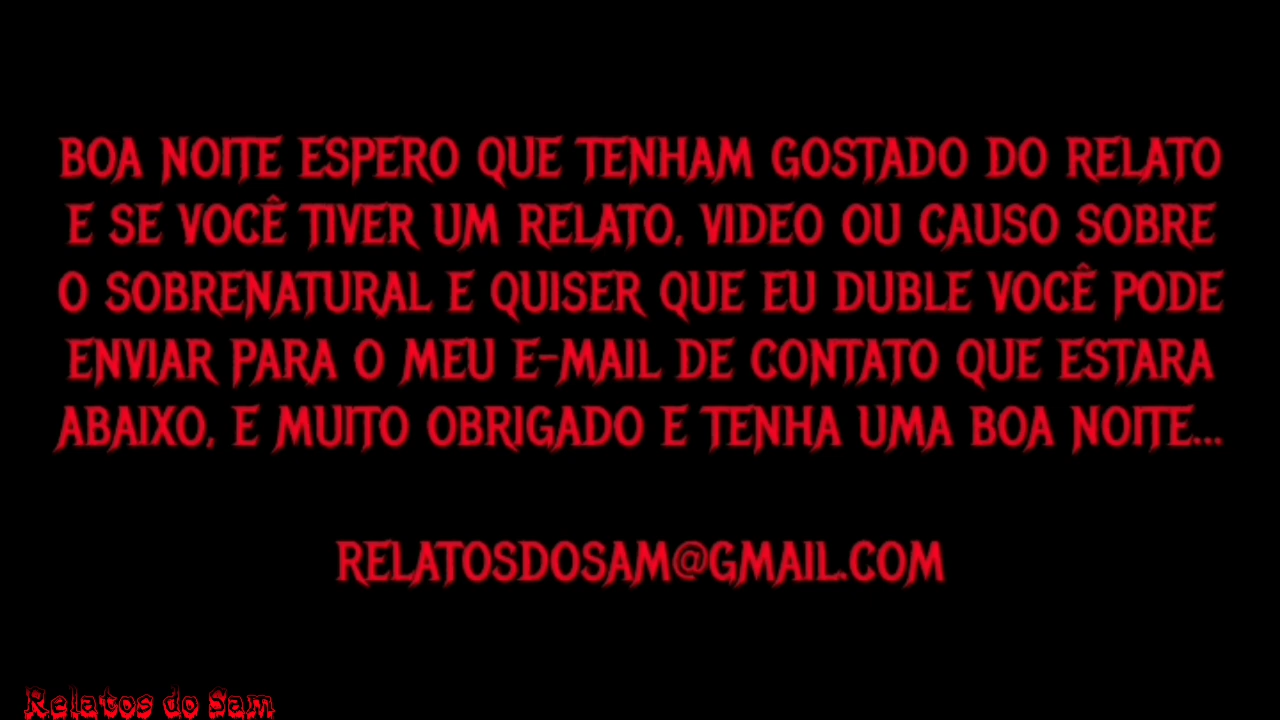 BOA NOITE ESPERO QUE TENHAM GOSTADO DO RELATO
E SE VOCÊ TIVER UM RELATO, VIDEO OU CAUSO SOBRE
O SOBRENATURAL E QUISER QUE EU DUBLE VOCÊ PODE
ENVIAR PARA O MEU E-MAIL DE CONTATO QUE ESTARA
ABAIXO, E MUITO OBRIGADO E TENHA UMA BOA NOITE...
RELATOSDOSAM@GMAIL.COM
Relatos do Sam